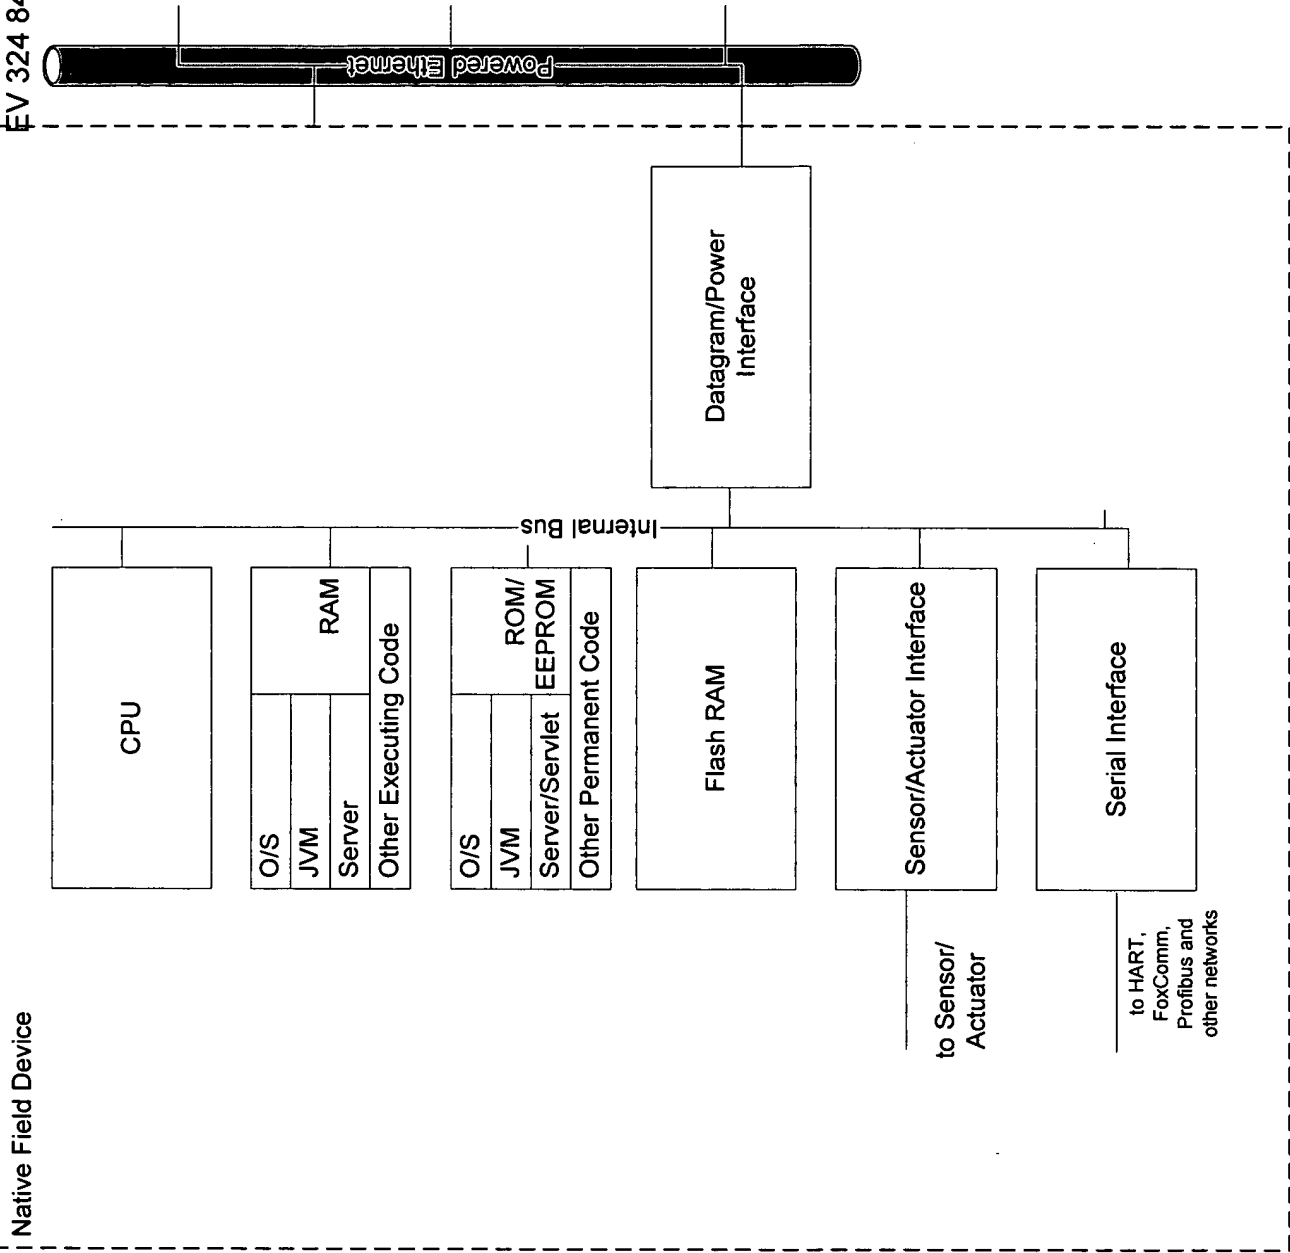 EV 324 84
Powered Ethernet
Native Field Device
Datagram/Power
Interface
Internal Bus
CPU
O/S
JVM
Server
RAM
Other Executing Code
O/S
JVM
Server/Servlet
ROM/
EEPROM
Other Permanent Code
Flash RAM
Sensor/Actuator Interface
Serial Interface
to Sensor/
Actuator
to HART,
FoxComm,
Profibus and
other networks